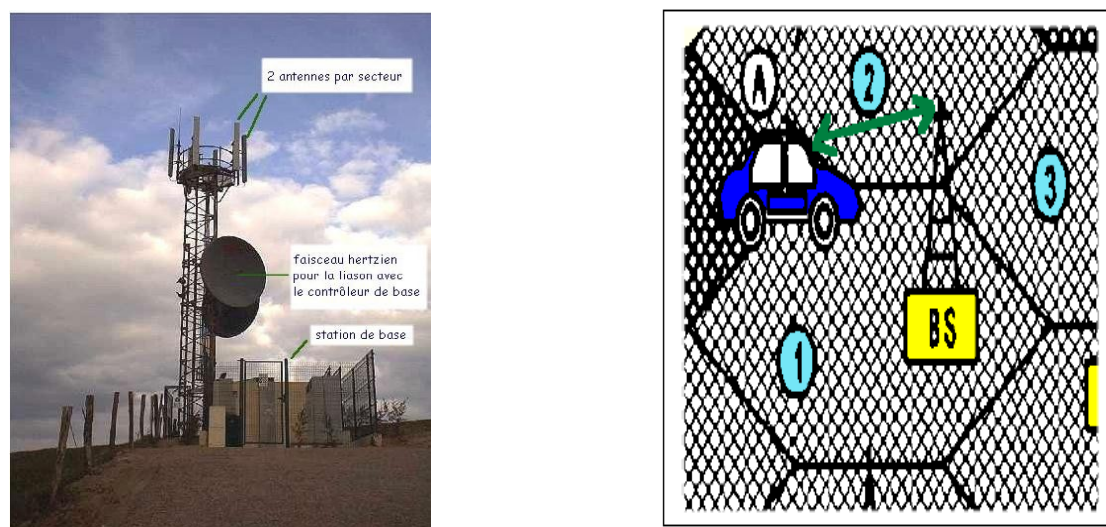 2 antennes par secteur
faisceau hertzien
pour la liason avec
le contrôleur de base
station de base
A
2
3
BS
1